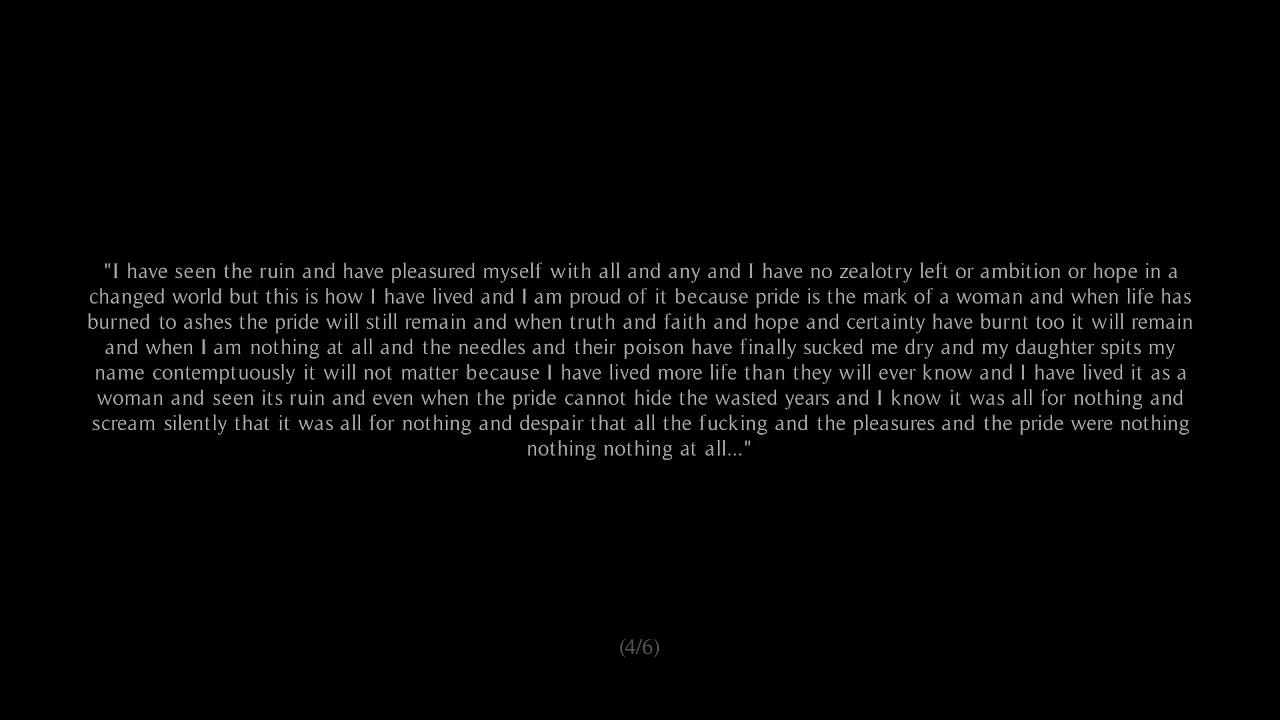 "I have seen the ruin and have pleasured myself with all and any and I have no zealotry left or ambition or hope in a
changed world but this is how I have lived and I am proud of it because pride is the mark of a woman and when life has
burned to ashes the pride will still remain and when truth and faith and hope and certainty have burnt too it will remain
and when I am nothing at all and the needles and their poison have finally sucked me dry and my daughter spits my
name contemptuously it will not matter because I have lived more life than they will ever know and I have lived it as a
woman and seen its ruin and even when the pride cannot hide the wasted years and I know it was all for nothing and
scream silently that it was all for nothing and despair that all the fucking and the pleasures and the pride were nothing
nothing nothing at all..."
(4/6)